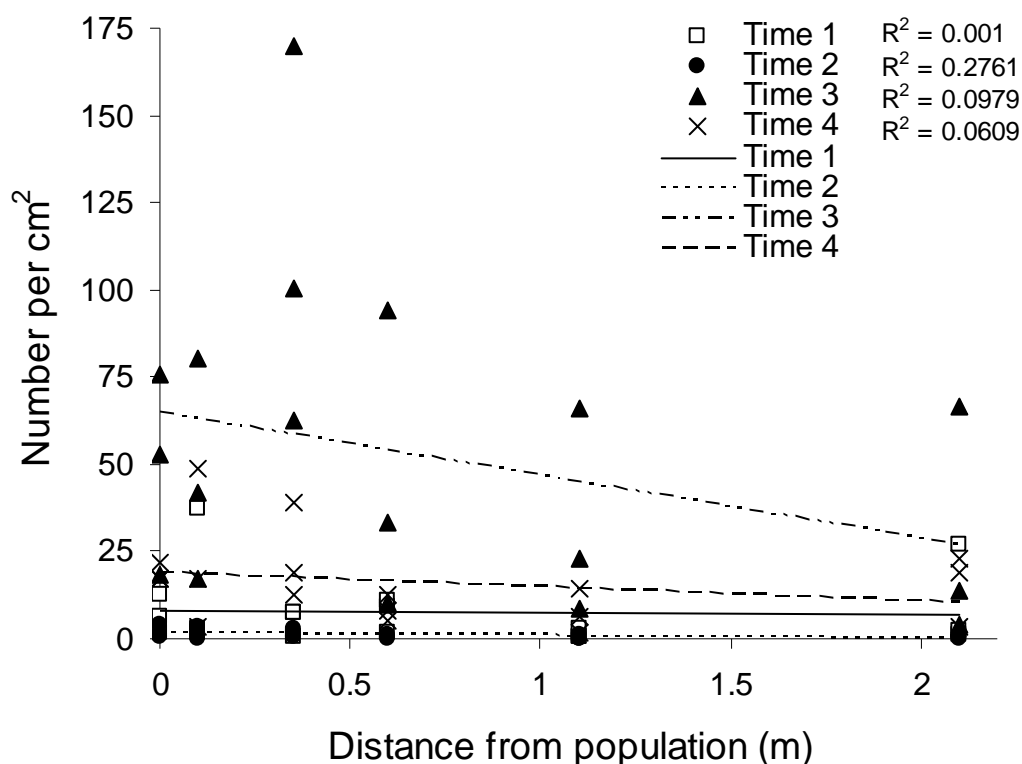 175
150
125
100
75
50
25
0
Number per cm²
Time 1 R² = 0.001
Time 2 R² = 0.2761
Time 3 R² = 0.0979
Time 4 R² = 0.0609
Time 1
Time 2
Time 3
Time 4
0 0.5 1 1.5 2
Distance from population (m)